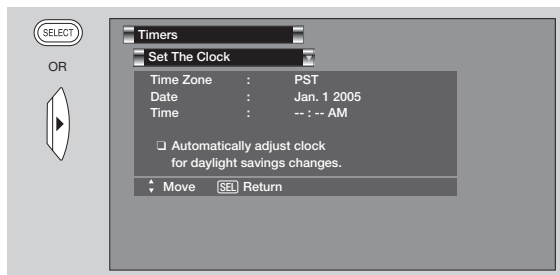 SELECT
OR
Timers
Set The Clock
Time Zone : PST
Date : Jan. 1 2005
Time : -- : -- AM
❑ Automatically adjust clock
for daylight savings changes.
Move SEL Return